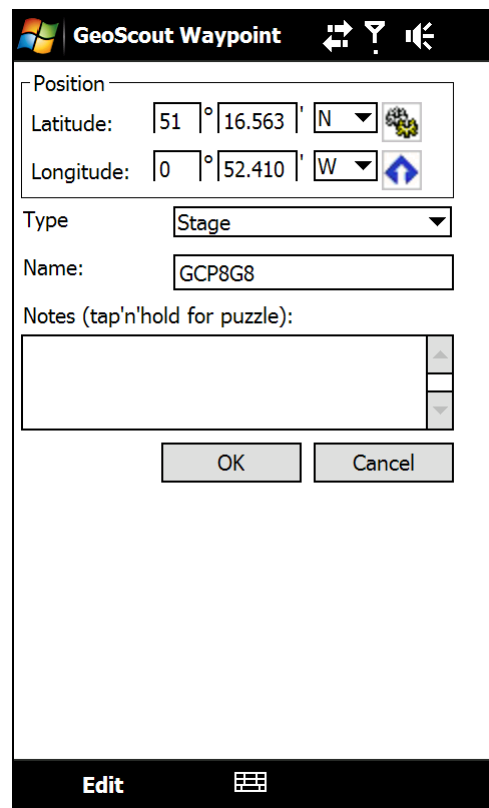 GeoScout Waypoint
Position
Latitude: 51 ° 16.563 ' N
Longitude: 0 ° 52.410 ' W
Type Stage
Name: GCP8G8
Notes (tap'n'hold for puzzle):
OK Cancel
Edit